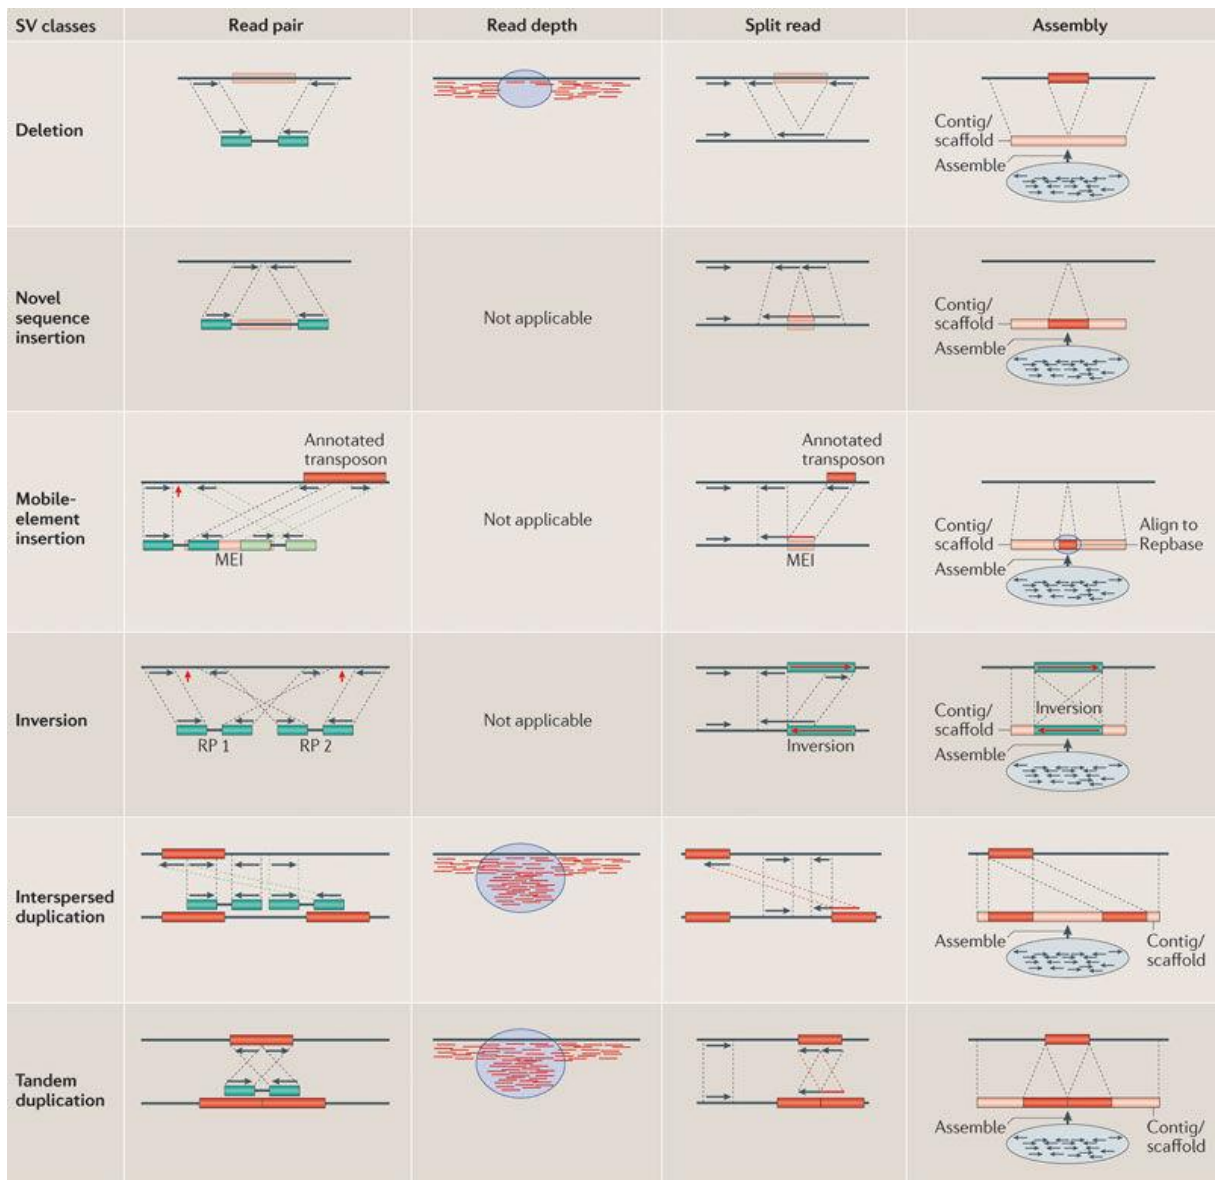 SV classes
Read pair
Read depth
Split read
Assembly
Deletion
Contig/
scaffold
Assemble
Novel
sequence
insertion
Not applicable
Contig/
scaffold
Assemble
Mobile-
element
insertion
Annotated
transposon
MEI
Not applicable
Annotated
transposon
MEI
Contig/
scaffold
Assemble
Align to
Repbase
Inversion
RP 1
RP 2
Not applicable
Inversion
Contig/
scaffold
Assemble
Inversion
Interspersed
duplication
Assemble
Contig/
scaffold
Tandem
duplication
Assemble
Contig/
scaffold